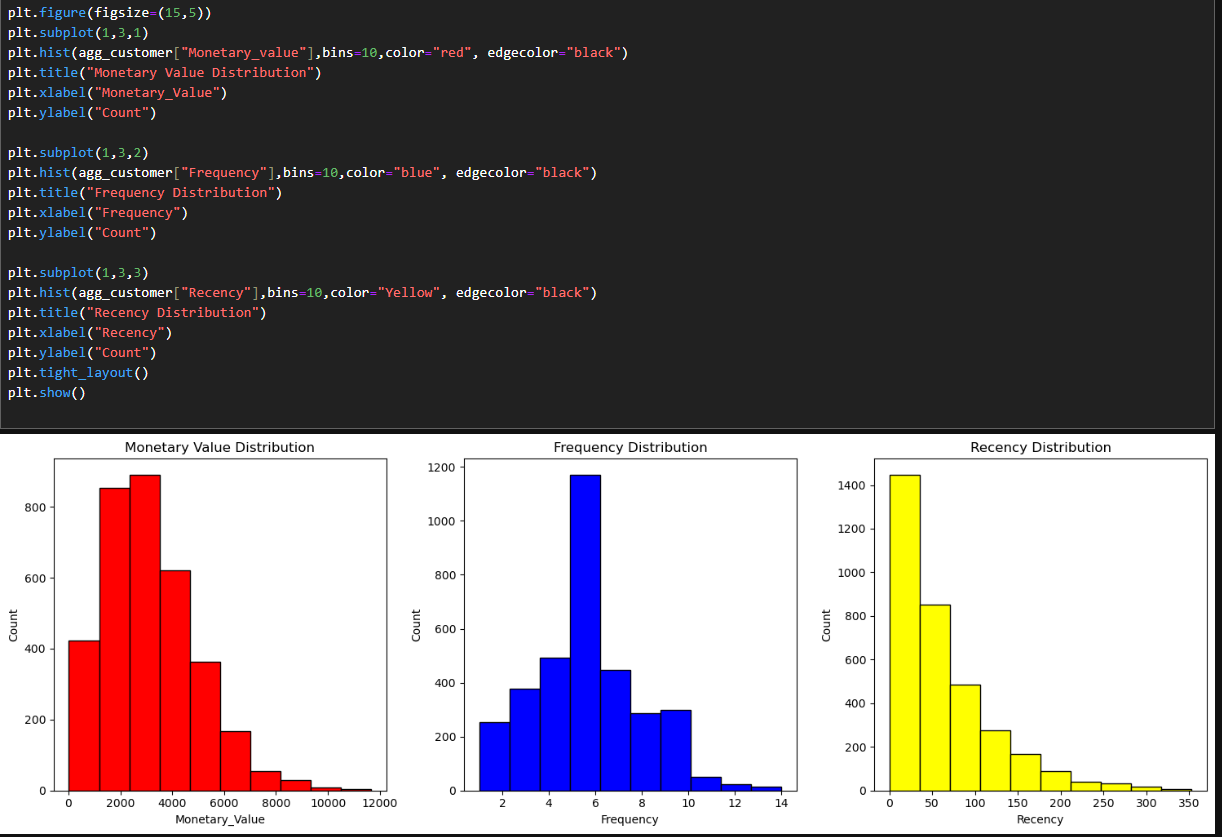 plt.figure(figsize=(15,5))
plt.subplot(1,3,1)
plt.hist(agg_customer["Monetary_value"],bins=10,color="red", edgecolor="black")
plt.title("Monetary Value Distribution")
plt.xlabel("Monetary_Value")
plt.ylabel("Count")

plt.subplot(1,3,2)
plt.hist(agg_customer["Frequency"],bins=10,color="blue", edgecolor="black")
plt.title("Frequency Distribution")
plt.xlabel("Frequency")
plt.ylabel("Count")

plt.subplot(1,3,3)
plt.hist(agg_customer["Recency"],bins=10,color="Yellow", edgecolor="black")
plt.title("Recency Distribution")
plt.xlabel("Recency")
plt.ylabel("Count")
plt.tight_layout()
plt.show()

Monetary Value Distribution
Count
800
600
400
200
0
0 2000 4000 6000 8000 10000 12000
Monetary_Value

Frequency Distribution
Count
1200
1000
800
600
400
200
0
2 4 6 8 10 12 14
Frequency

Recency Distribution
Count
1400
1200
1000
800
600
400
200
0
0 50 100 150 200 250 300 350
Recency